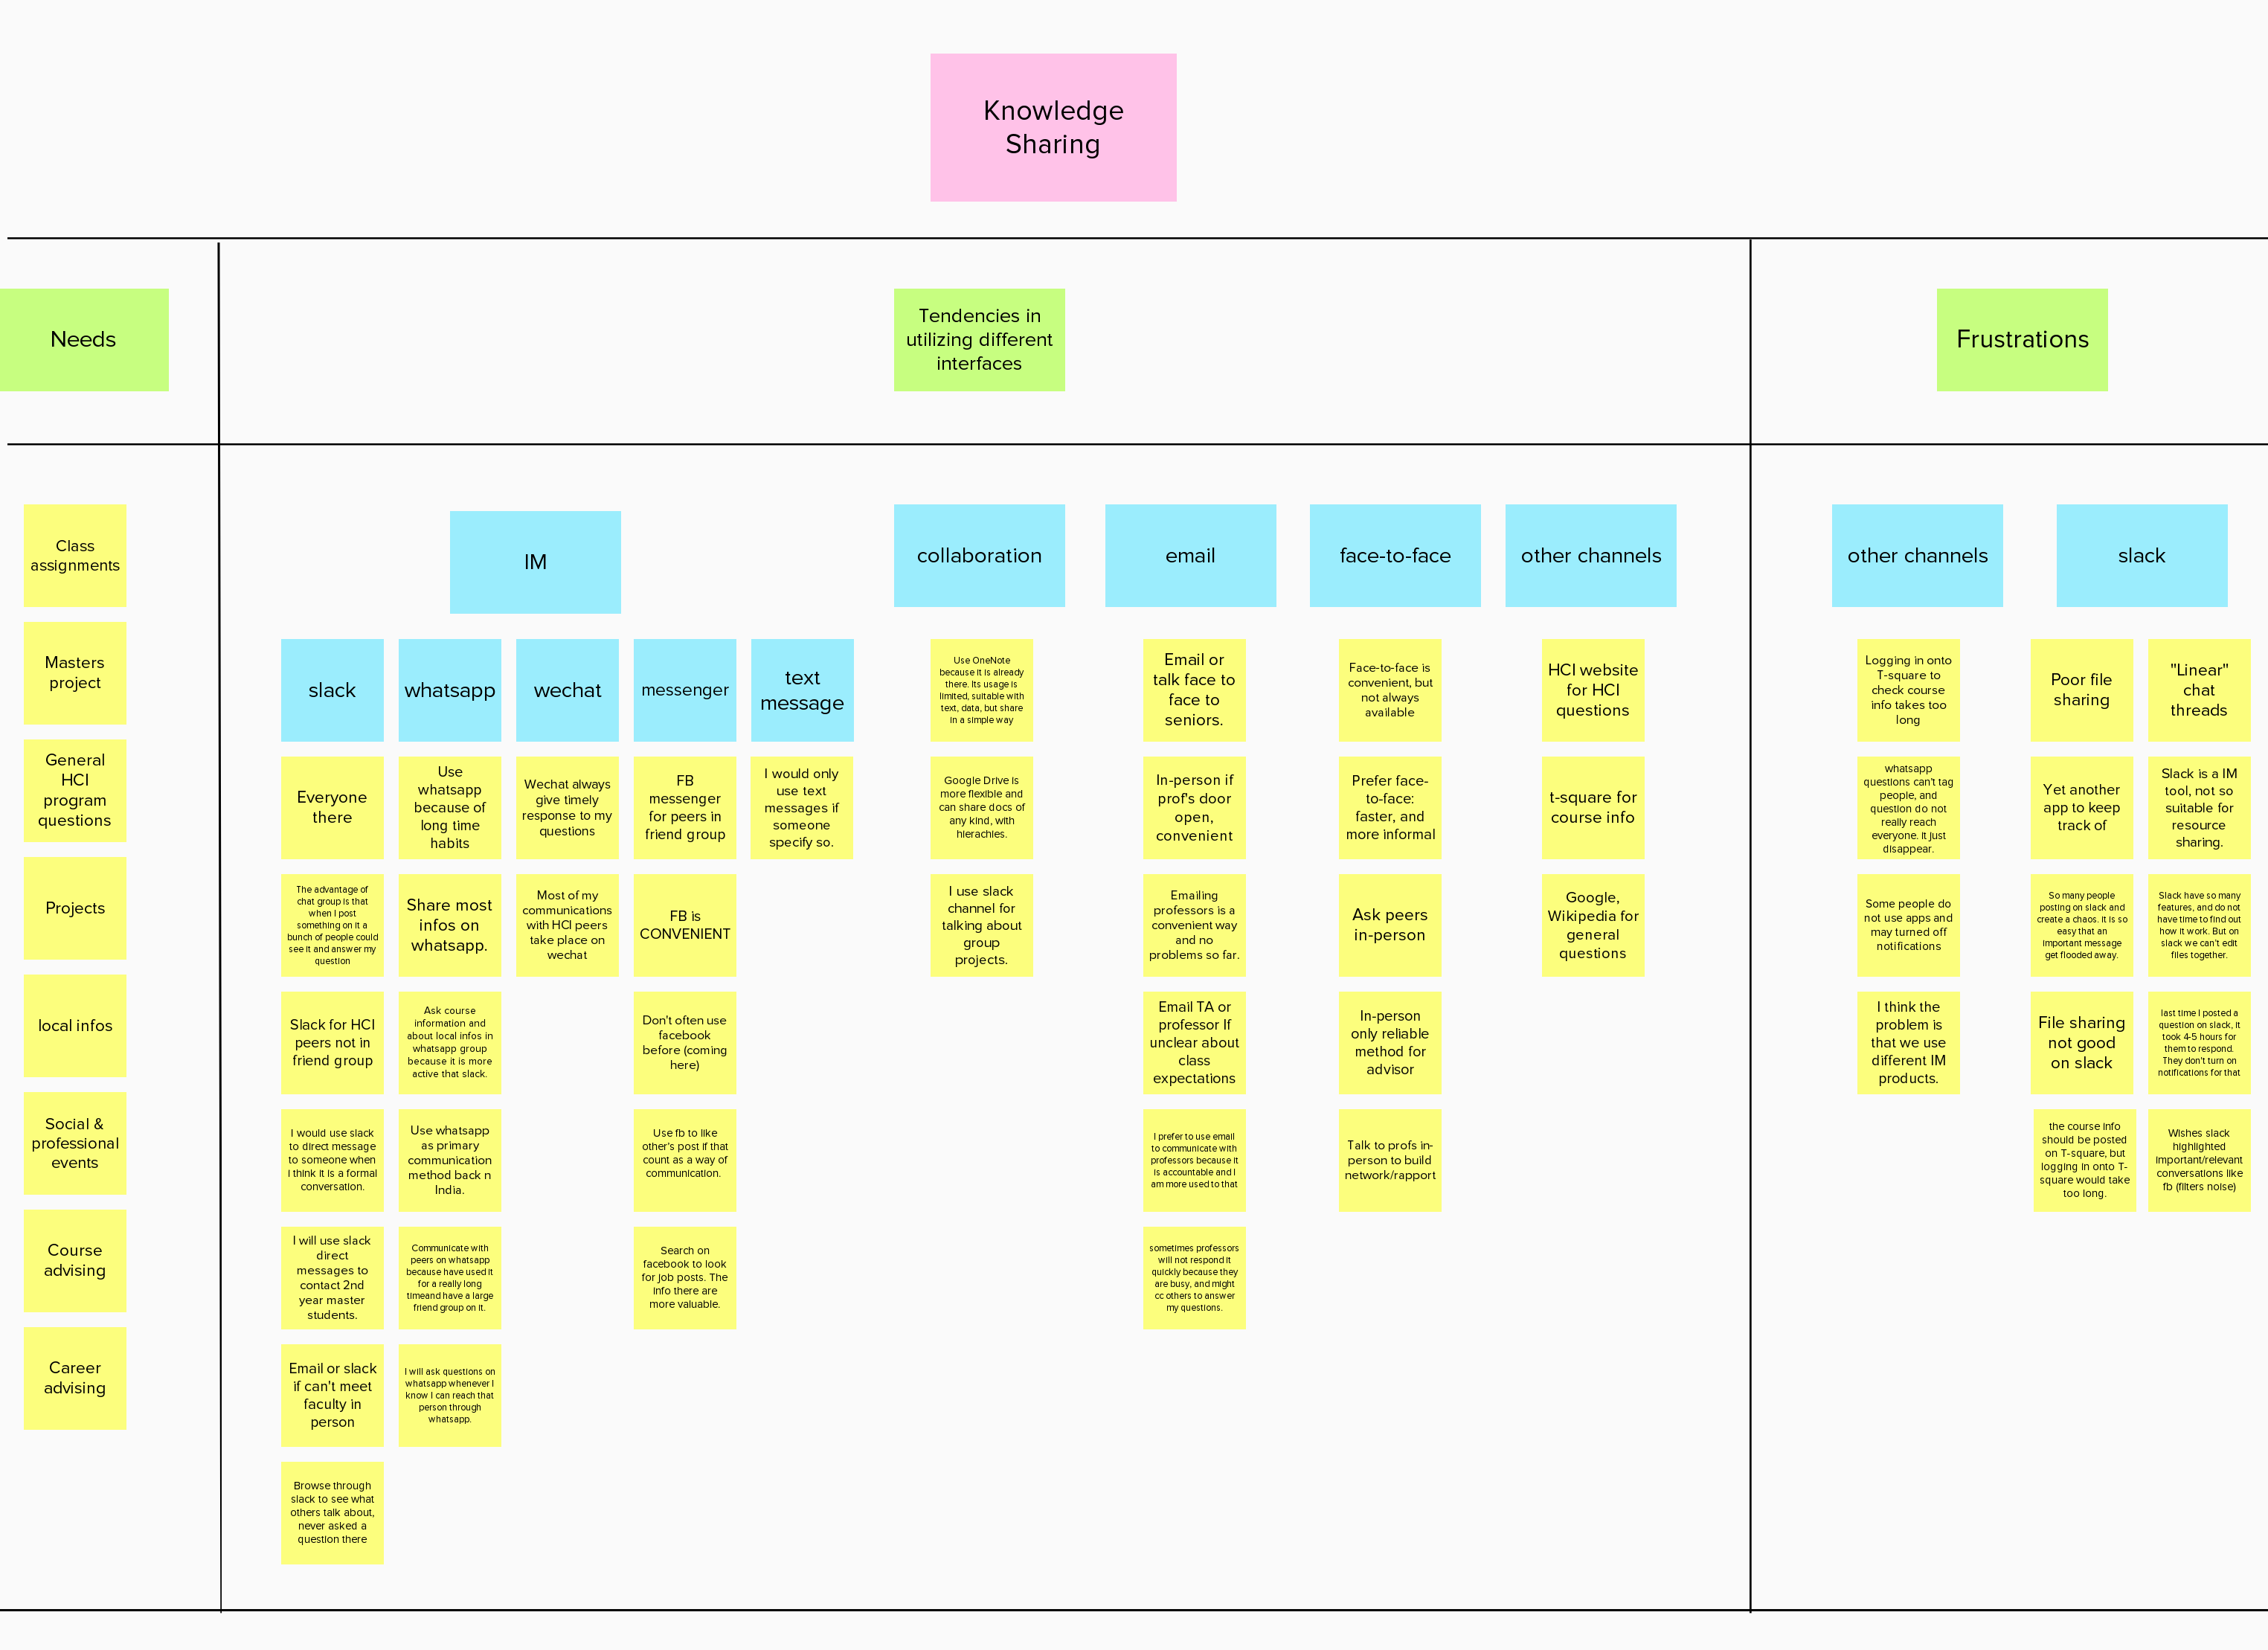 Knowledge
Sharing
Needs
Tendencies in
utilizing different
interfaces
Frustrations
Class
assignments
Masters
project
General
HCI
program
questions
Projects
local infos
Social &
professional
events
Course
advising
Career
advising
IM
slack
Everyone
there
The advantage of
chat group is that
when I post
something on it a
bunch of people could
see it and answer my
question
Slack for HCI
peers not in
friend group
I would use slack
to direct message
to someone when
i think it is a formal
conversation.
I will use slack
direct
messages to
contact 2nd
year master
students.
Email or slack
if can't meet
faculty in
person
Browse through
slack to see what
others talk about,
never asked a
question there
whatsapp
Use
whatsapp
because of
long time
habits
Share most
infos on
whatsapp.
Ask course
information and
about local infos in
whatsapp group
because it is more
active that slack.
Use whatsapp
as primary
communication
method back n
India.
Communicate with
peers on whatsapp
because have used it
for a really long
timeand have a large
friend group on it.
I will ask questions on
whatsapp whenever I
know I can reach that
person through
whatsapp.
wechat
Wechat always
give timely
response to my
questions
Most of my
communications
with HCI peers
take place on
wechat
messenger
FB
messenger
for peers in
friend group
FB is
CONVENIENT
Don't often use
facebook
before (coming
here)
Use fb to like
other's post if that
count as a way of
communication.
Search on
facebook to look
for job posts. The
info there are
more valuable.
text
message
I would only
use text
messages if
someone
specify so.
collaboration
Use OneNote
because it is already
there. Its usage is
limited, suitable with
text, data, but share
in a simple way
Google Drive is
more flexible and
can share docs of
any kind, with
hierachies.
I use slack
channel for
talking about
group
projects.
email
Email or
talk face to
face to
seniors.
In-person if
prof's door
open,
convenient
Emailing
professors is a
convenient way
and no
problems so far.
Email TA or
professor If
unclear about
class
expectations
I prefer to use email
to communicate with
professors because it
is accountable and I
am more used to that
sometimes professors
will not respond it
quickly because they
are busy, and might
cc others to answer
my questions.
face-to-face
Face-to-face is
convenient, but
not always
available
Prefer face-
to-face:
faster, and
more informal
Ask peers
in-person
In-person
only reliable
method for
advisor
Talk to profs in-
person to build
network/rapport
other channels
HCI website
for HCI
questions
t-square for
course info
Google,
Wikipedia for
general
questions
other channels
Logging in onto
T-square to
check course
info takes too
long
whatsapp
questions can't tag
people, and
question do not
really reach
everyone. It just
disappear.
Some people do
not use apps and
may turned off
notifications
I think the
problem is
that we use
different IM
products.
slack
Poor file
sharing
Yet another
app to keep
track of
So many people
posting on slack and
create a chaos. it is so
easy that an
important message
get flooded away.
File sharing
not good
on slack
the course info
should be posted
on T-square, but
logging in onto T-
square would take
too long.
"Linear"
chat
threads
Slack is a IM
tool, not so
suitable for
resource
sharing.
Slack have so many
features, and do not
have time to find out
how it work. But on
slack we can't edit
files together.
last time I posted a
question on slack, it
took 4-5 hours for
them to respond.
They don't turn on
notifications for that
Wishes slack
highlighted
important/relevant
conversations like
fb (filters noise)